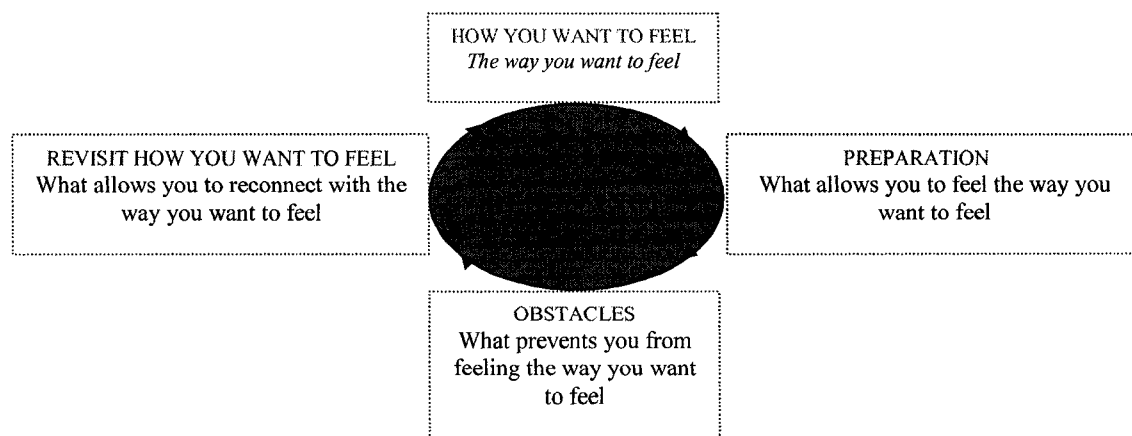 HOW YOU WANT TO FEEL
The way you want to feel
REVISIT HOW YOU WANT TO FEEL
What allows you to reconnect with the
way you want to feel
PREPARATION
What allows you to feel the way you
want to feel
OBSTACLES
What prevents you from
feeling the way you want
to feel